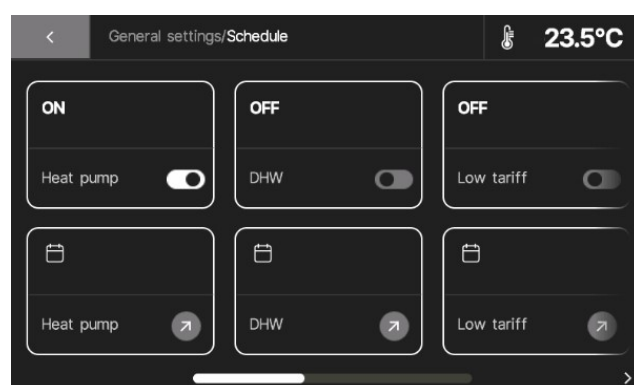 General settings/Schedule
23.5°C
ON
OFF
OFF
Heat pump
DHW
Low tariff
Heat pump
DHW
Low tariff